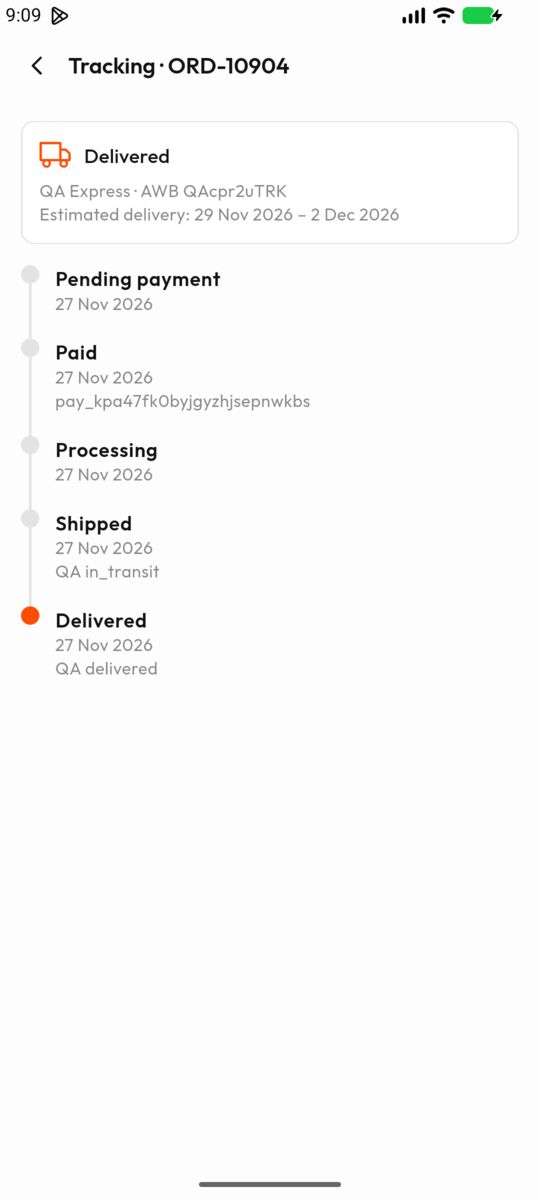 9:09
Tracking · ORD-10904
Delivered
QA Express · AWB QAcpr2uTRK
Estimated delivery: 29 Nov 2026 – 2 Dec 2026
Pending payment
27 Nov 2026
Paid
27 Nov 2026
pay_kpa47fk0byjgyzhjsepnwkbs
Processing
27 Nov 2026
Shipped
27 Nov 2026
QA in_transit
Delivered
27 Nov 2026
QA delivered